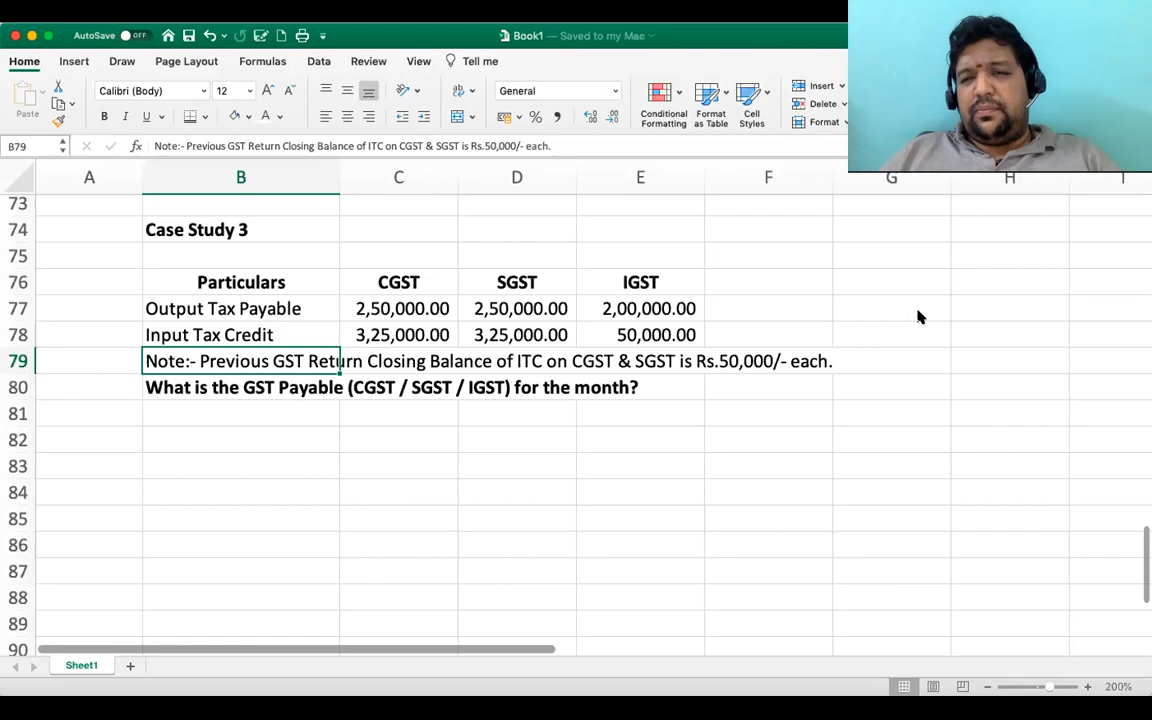 AutoSave OFF
Book1 — Saved to my Mac
Home Insert Draw Page Layout Formulas Data Review View Tell me
Paste
Calibri (Body) 12
B I U
General
Conditional Formatting
Format as Table
Cell Styles
Insert
Delete
Format
B79 fx Note:- Previous GST Return Closing Balance of ITC on CGST & SGST is Rs.50,000/- each.
A B C D E F G H I
73
74 Case Study 3
75
76 Particulars CGST SGST IGST
77 Output Tax Payable 2,50,000.00 2,50,000.00 2,00,000.00
78 Input Tax Credit 3,25,000.00 3,25,000.00 50,000.00
79 Note:- Previous GST Return Closing Balance of ITC on CGST & SGST is Rs.50,000/- each.
80 What is the GST Payable (CGST / SGST / IGST) for the month?
81
82
83
84
85
86
87
88
89
90
Sheet1
200%